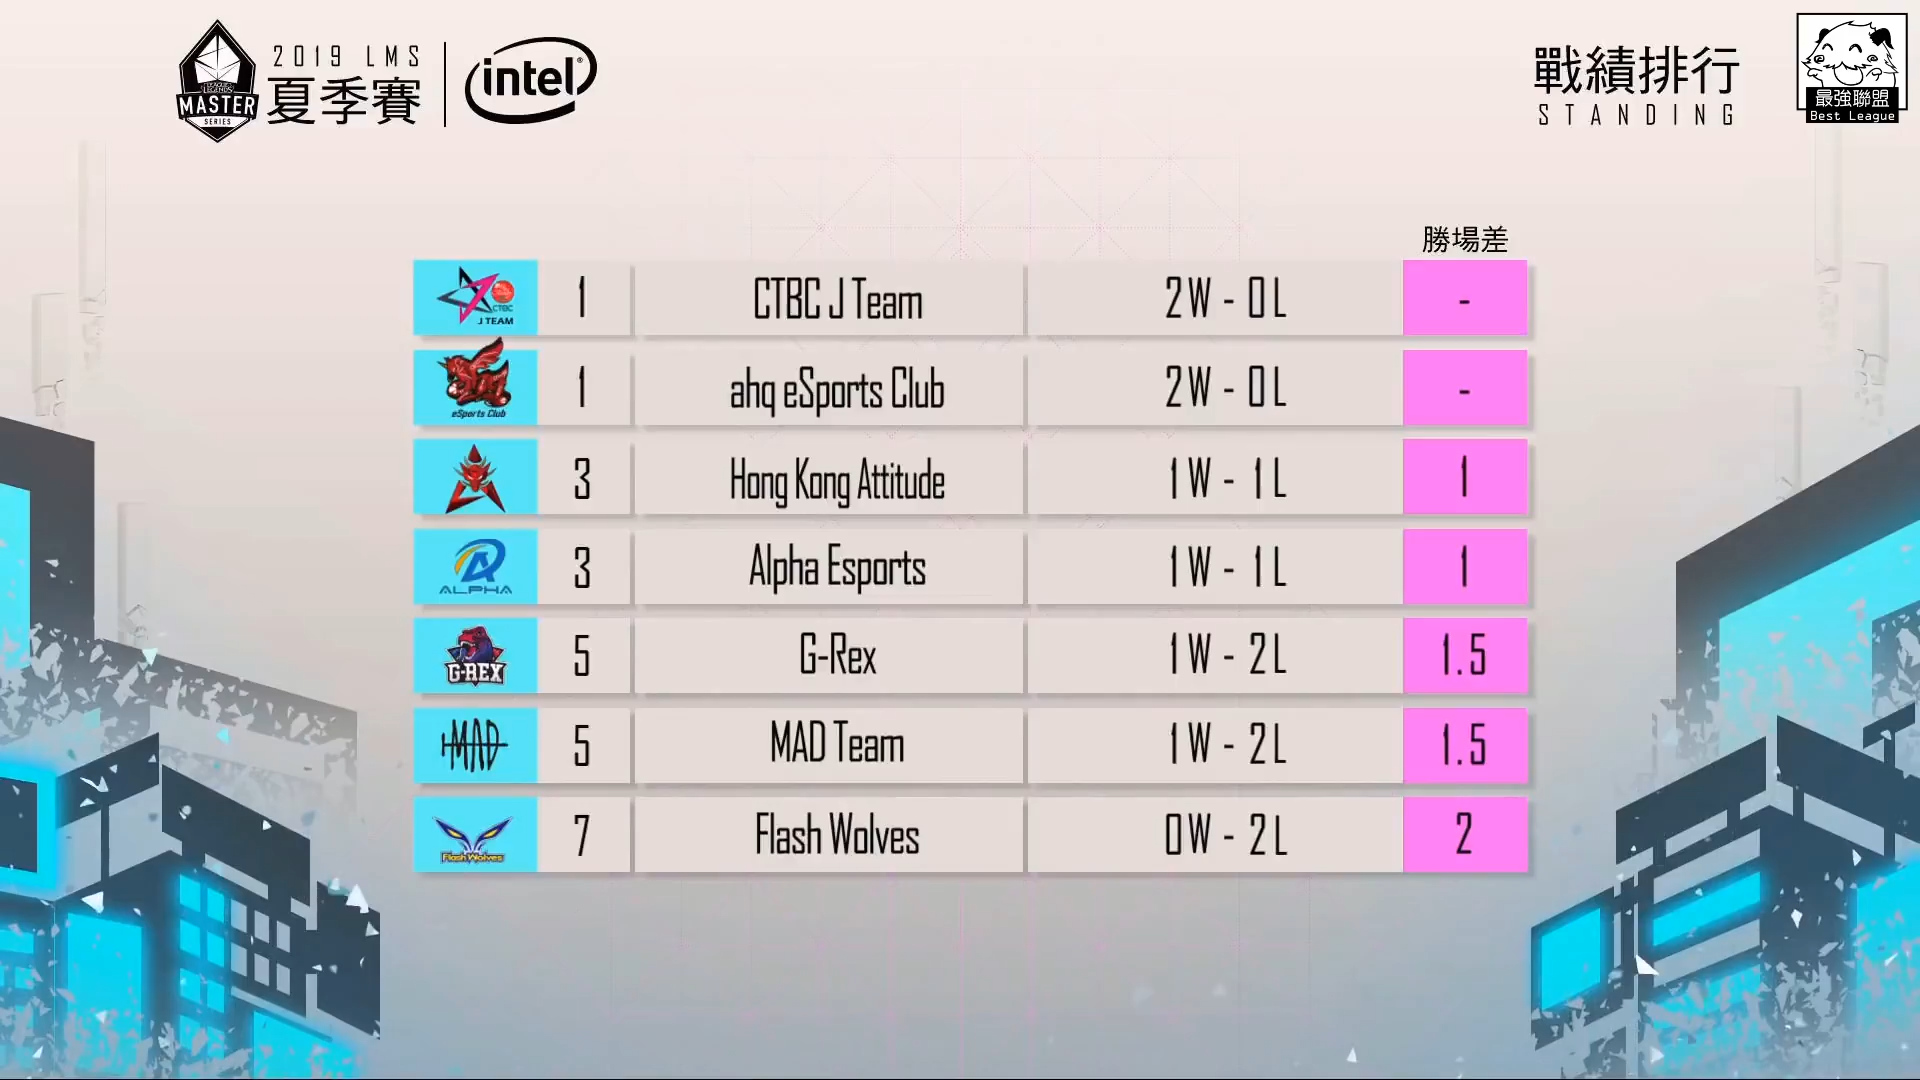 2019 LMS
夏季賽
LEAGUE LEGENDS
MASTER
SERIES
intel®
戰績排行
STANDING
最強聯盟
Best League
勝場差
CTBC
J TEAM
1 CTBC J Team 2W - 0L -
eSports Club
1 ahq eSports Club 2W - 0L -
3 Hong Kong Attitude 1W - 1L 1
ALPHA
3 Alpha Esports 1W - 1L 1
G-REX
5 G-Rex 1W - 2L 1.5
MAD
5 MAD Team 1W - 2L 1.5
Flash Wolves
7 Flash Wolves 0W - 2L 2